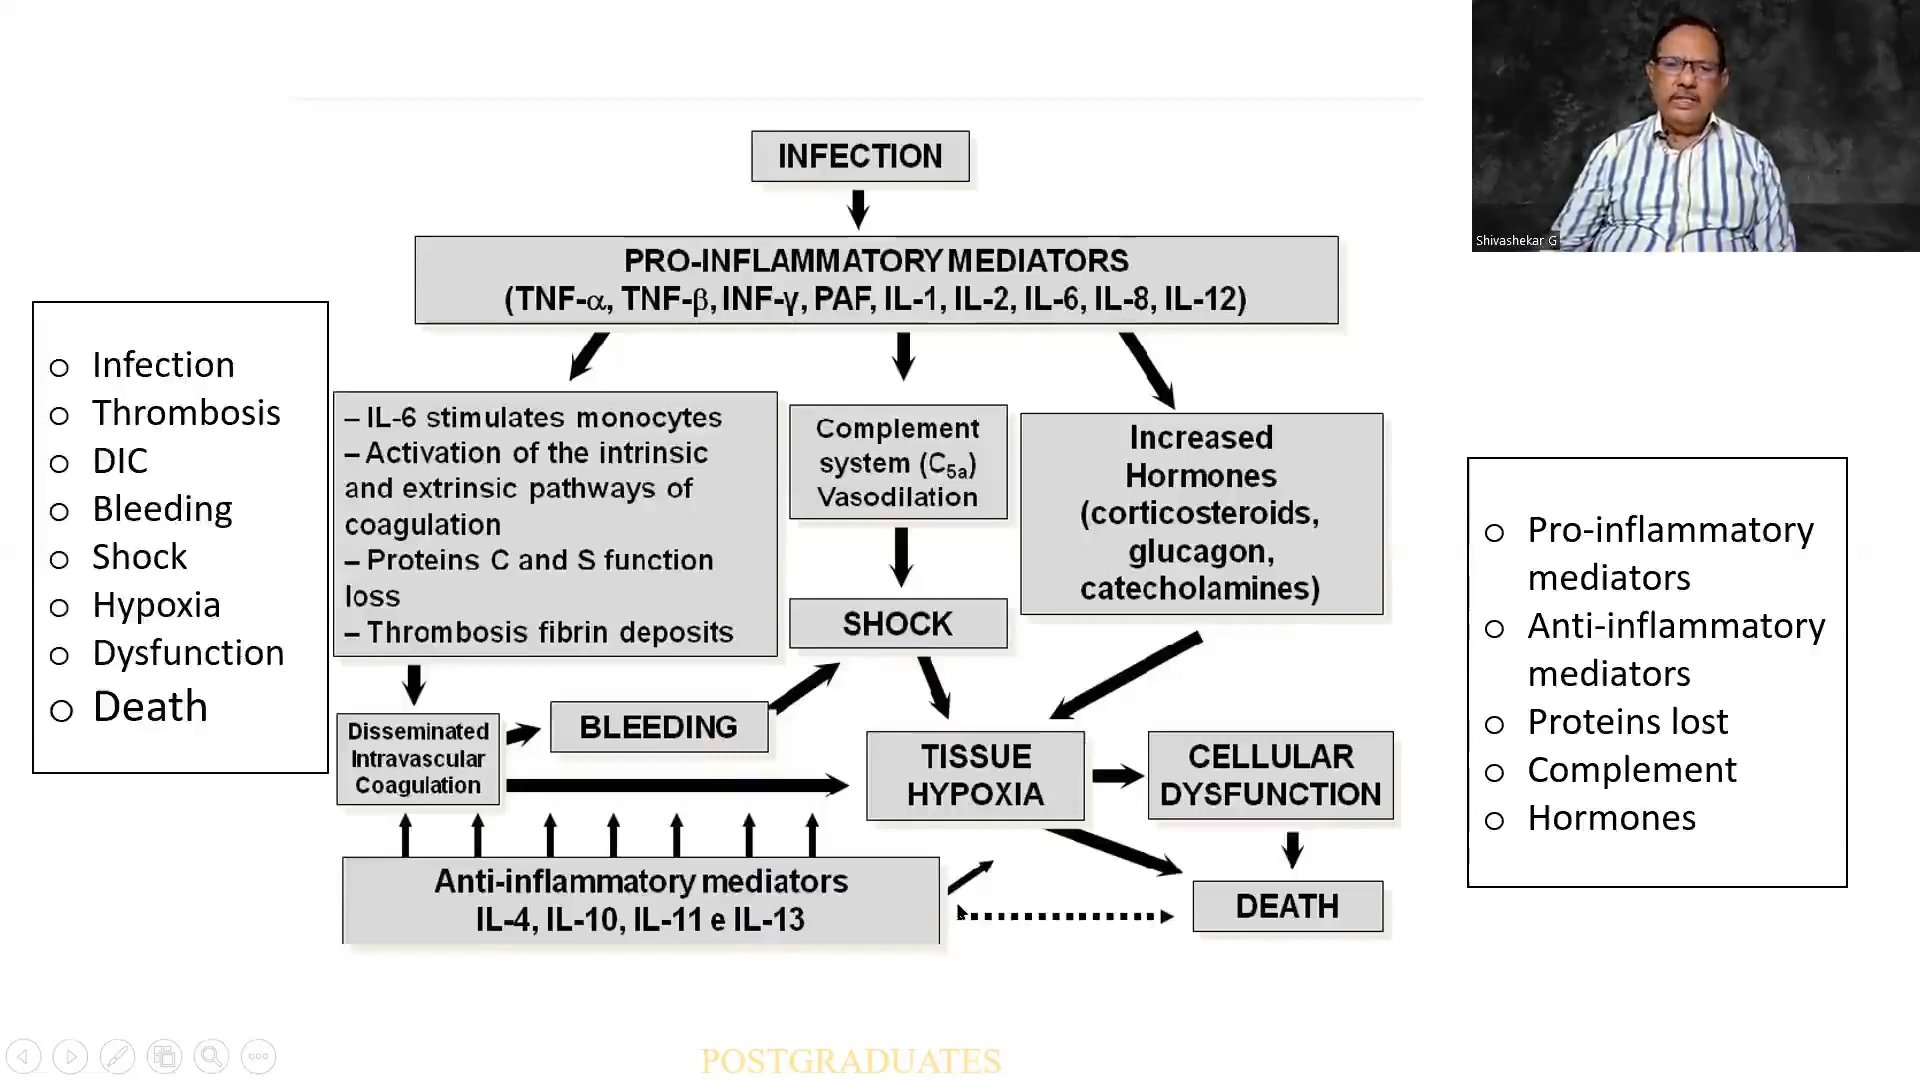 Shivashekar G
INFECTION
PRO-INFLAMMATORY MEDIATORS
(TNF-α, TNF-β, INF-γ, PAF, IL-1, IL-2, IL-6, IL-8, IL-12)
o Infection
o Thrombosis
o DIC
o Bleeding
o Shock
o Hypoxia
o Dysfunction
o Death
– IL-6 stimulates monocytes
– Activation of the intrinsic
and extrinsic pathways of
coagulation
– Proteins C and S function
loss
– Thrombosis fibrin deposits
Complement
system (C5a)
Vasodilation
Increased
Hormones
(corticosteroids,
glucagon,
catecholamines)
SHOCK
Disseminated
Intravascular
Coagulation
BLEEDING
TISSUE
HYPOXIA
CELLULAR
DYSFUNCTION
Anti-inflammatory mediators
IL-4, IL-10, IL-11 e IL-13
DEATH
o Pro-inflammatory
mediators
o Anti-inflammatory
mediators
o Proteins lost
o Complement
o Hormones
POSTGRADUATES